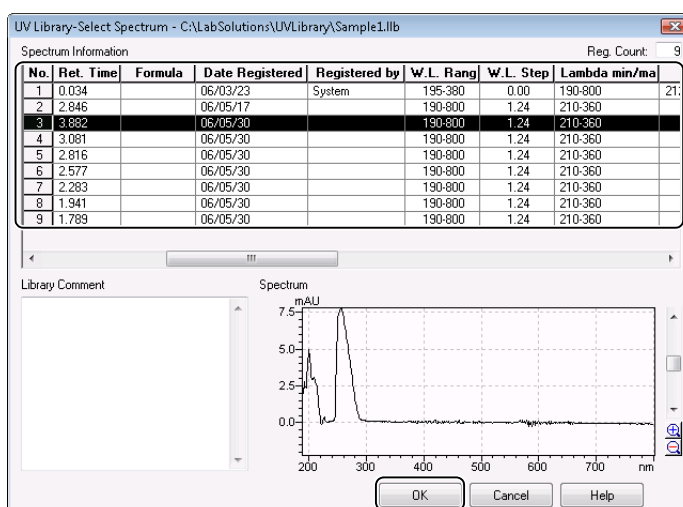 UV Library-Select Spectrum - C:\LabSolutions\UVLibrary\Sample1.llb
Spectrum Information Reg. Count: 9
No. Ret. Time Formula Date Registered Registered by W.L. Rang W.L. Step Lambda min/ma
1 0.034 06/03/23 System 195-380 0.00 190-800 21
2 2.846 06/05/17 190-800 1.24 210-360
3 3.882 06/05/30 190-800 1.24 210-360
4 3.081 06/05/30 190-800 1.24 210-360
5 2.816 06/05/30 190-800 1.24 210-360
6 2.577 06/05/30 190-800 1.24 210-360
7 2.283 06/05/30 190-800 1.24 210-360
8 1.941 06/05/30 190-800 1.24 210-360
9 1.789 06/05/30 190-800 1.24 210-360
Library Comment Spectrum
mAU
7.5
5.0
2.5
0.0
200 300 400 500 600 700 nm
OK Cancel Help